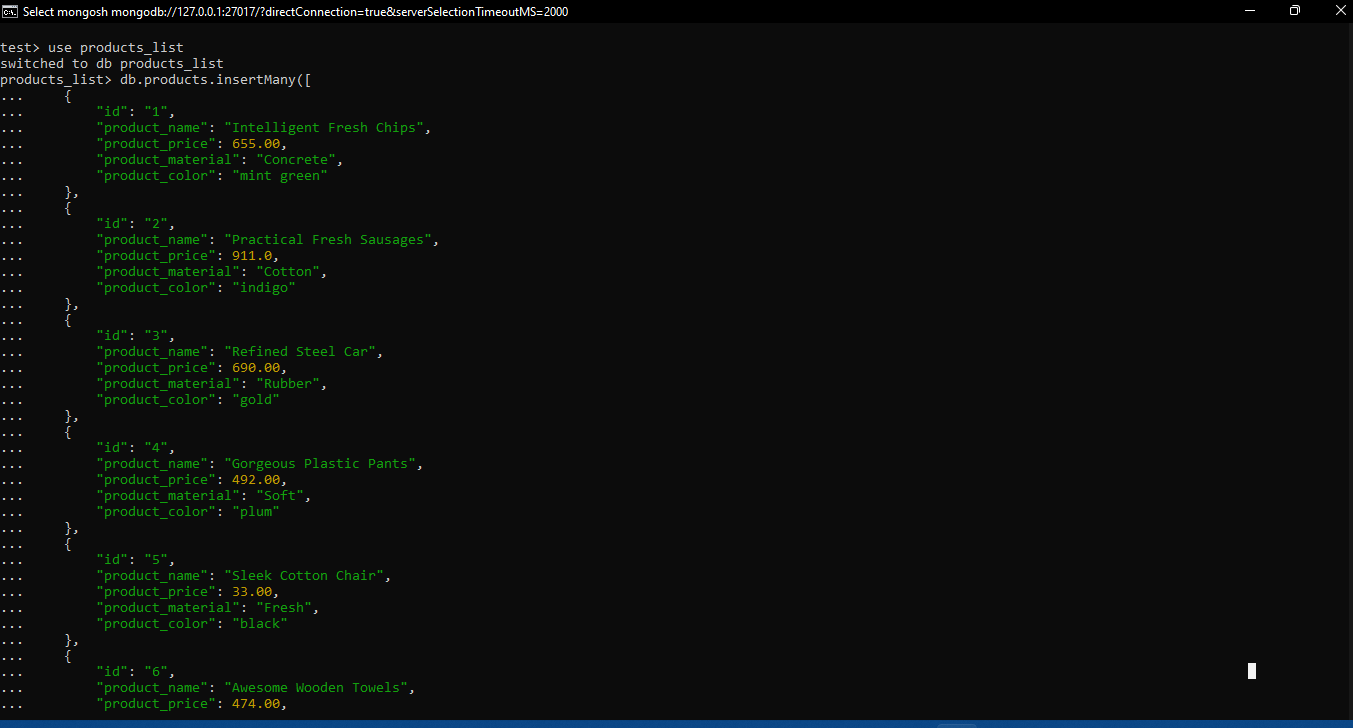 Select mongosh mongodb://127.0.0.1:27017/?directConnection=true&serverSelectionTimeoutMS=2000
test> use products_list
switched to db products_list
products_list> db.products.insertMany([
...     {
...         "id": "1",
...         "product_name": "Intelligent Fresh Chips",
...         "product_price": 655.00,
...         "product_material": "Concrete",
...         "product_color": "mint green"
...     },
...     {
...         "id": "2",
...         "product_name": "Practical Fresh Sausages",
...         "product_price": 911.0,
...         "product_material": "Cotton",
...         "product_color": "indigo"
...     },
...     {
...         "id": "3",
...         "product_name": "Refined Steel Car",
...         "product_price": 690.00,
...         "product_material": "Rubber",
...         "product_color": "gold"
...     },
...     {
...         "id": "4",
...         "product_name": "Gorgeous Plastic Pants",
...         "product_price": 492.00,
...         "product_material": "Soft",
...         "product_color": "plum"
...     },
...     {
...         "id": "5",
...         "product_name": "Sleek Cotton Chair",
...         "product_price": 33.00,
...         "product_material": "Fresh",
...         "product_color": "black"
...     },
...     {
...         "id": "6",
...         "product_name": "Awesome Wooden Towels",
...         "product_price": 474.00,